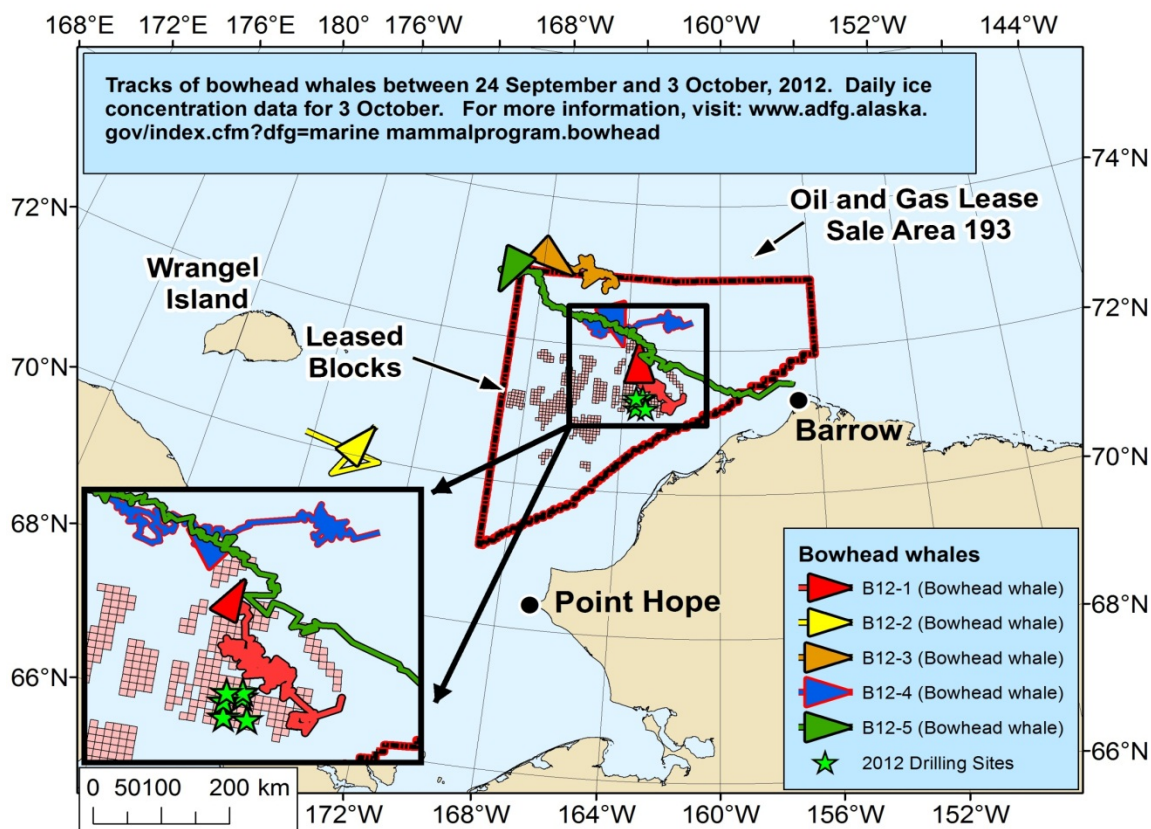 168°E 172°E 176°E 180° 176°W 168°W 160°W 152°W 144°W
Tracks of bowhead whales between 24 September and 3 October, 2012. Daily ice
concentration data for 3 October. For more information, visit: www.adfg.alaska.
gov/index.cfm?dfg=marine mammalprogram.bowhead
74°N
72°N
Oil and Gas Lease
Sale Area 193
Wrangel
Island
72°N
Leased
Blocks
70°N
Barrow
70°N
68°N
Bowhead whales
B12-1 (Bowhead whale)
Point Hope
68°N
B12-2 (Bowhead whale)
B12-3 (Bowhead whale)
66°N
B12-4 (Bowhead whale)
B12-5 (Bowhead whale)
66°N
2012 Drilling Sites
0 50100 200 km
172°W 168°W 164°W 160°W 156°W 152°W